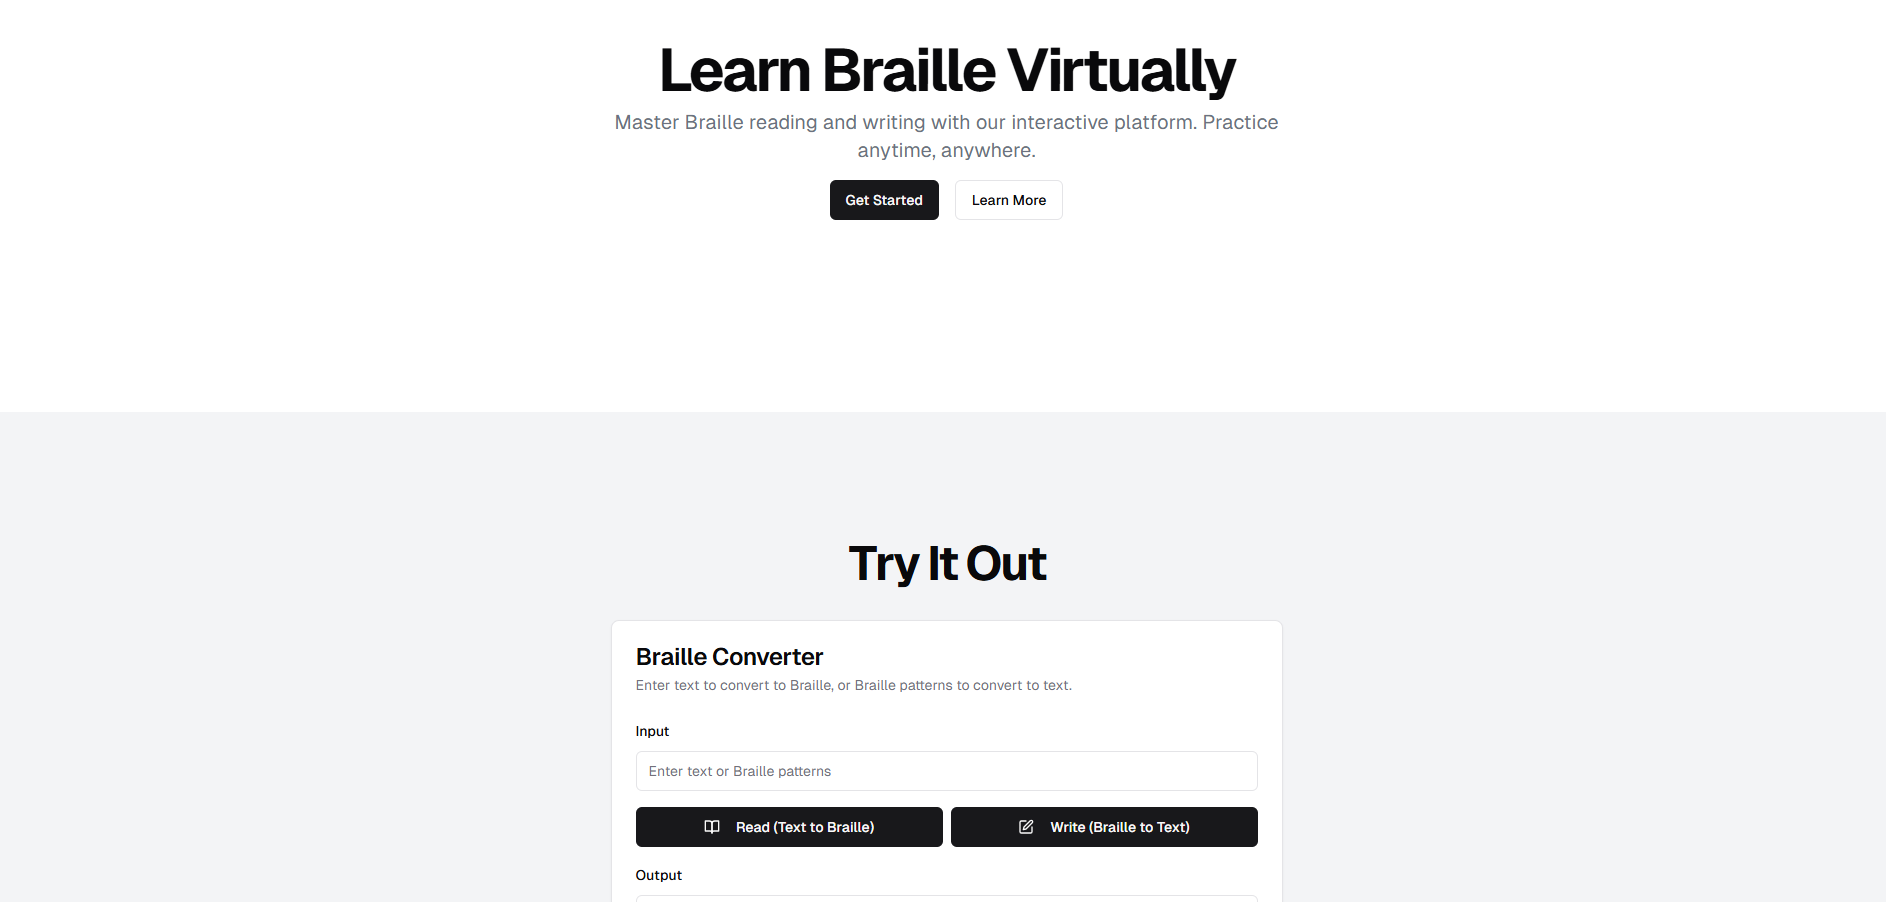 Learn Braille Virtually
Master Braille reading and writing with our interactive platform. Practice
anytime, anywhere.
Get Started
Learn More
Try It Out
Braille Converter
Enter text to convert to Braille, or Braille patterns to convert to text.
Input
Enter text or Braille patterns
Read (Text to Braille)
Write (Braille to Text)
Output